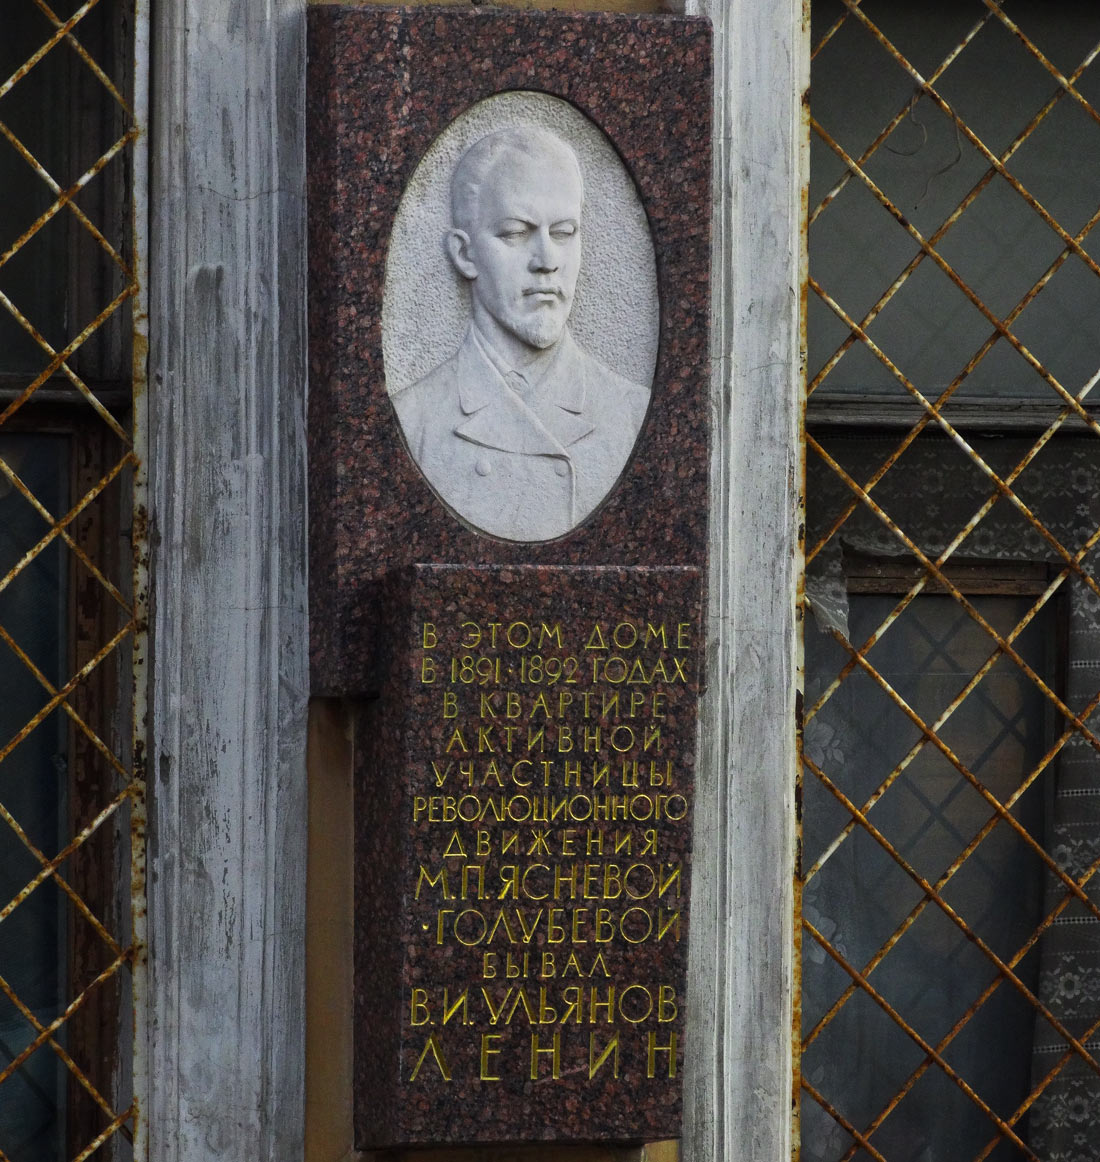 В ЭТОМ ДОМЕ
В 1891·1892 ГОДАХ
В КВАРТИРЕ
АКТИВНОЙ
УЧАСТНИЦЫ
РЕВОЛЮЦИОННОГО
ДВИЖЕНИЯ
М.П.ЯСНЕВОЙ
·ГОЛУБЕВОЙ
БЫВАЛ
В.И.УЛЬЯНОВ
ЛЕНИН